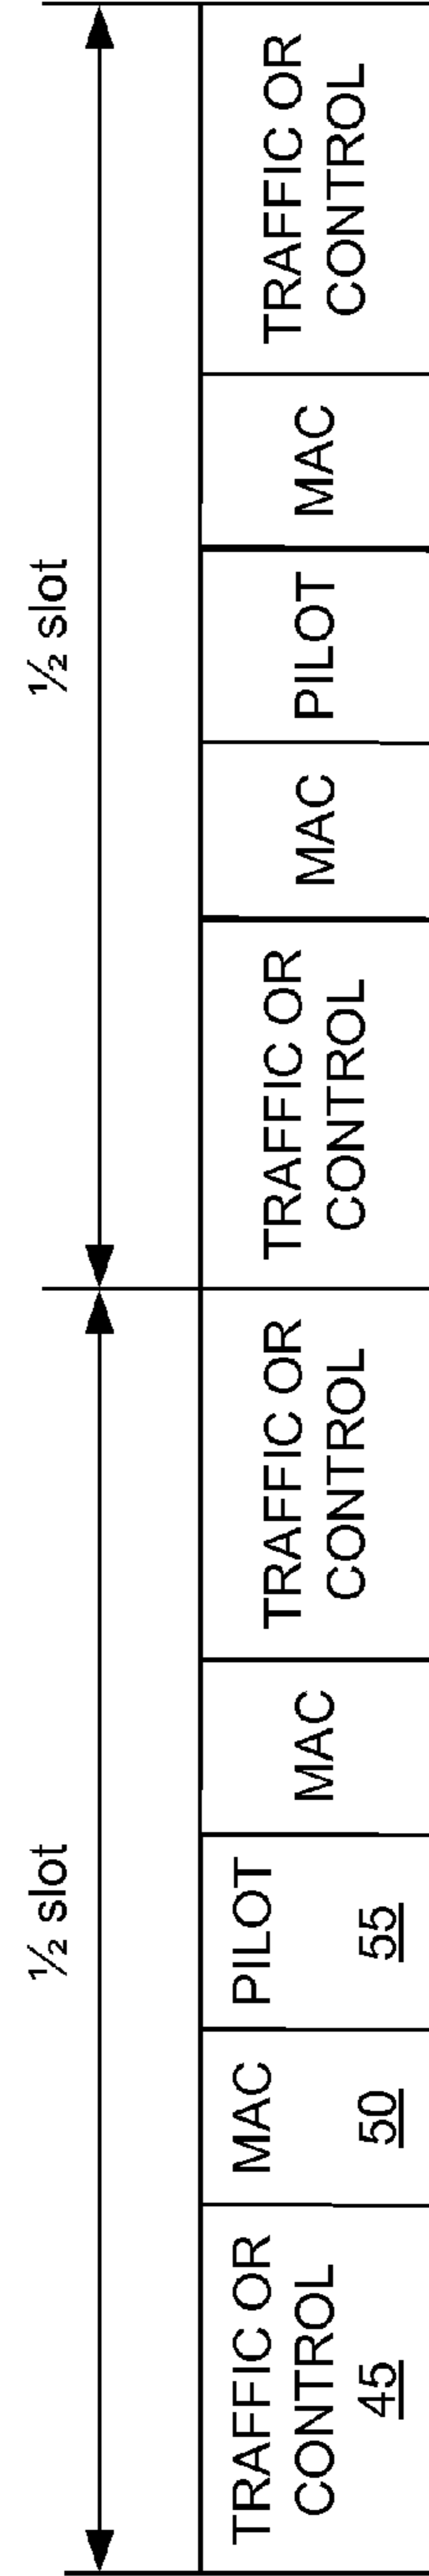 ½ slot
½ slot
TRAFFIC OR
CONTROL
45
MAC
50
PILOT
55
MAC
TRAFFIC OR
CONTROL
TRAFFIC OR
CONTROL
MAC
PILOT
MAC
TRAFFIC OR
CONTROL